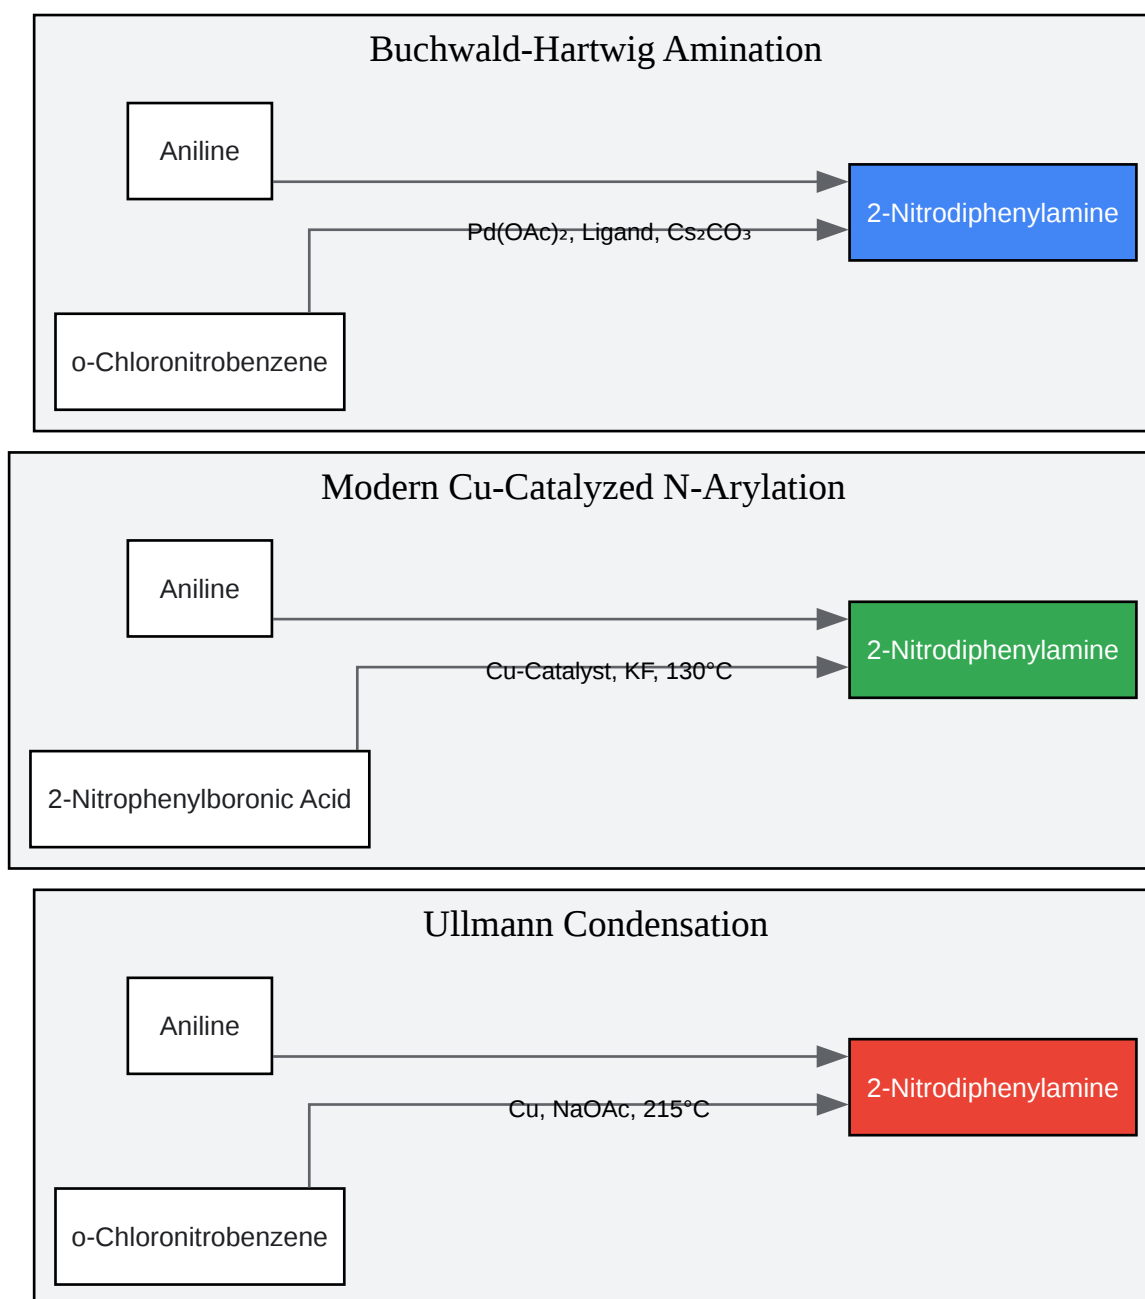 Buchwald-Hartwig Amination
Aniline
2-Nitrodiphenylamine
Pd(OAc)₂, Ligand, Cs₂CO₃
o-Chloronitrobenzene
Modern Cu-Catalyzed N-Arylation
Aniline
2-Nitrodiphenylamine
Cu-Catalyst, KF, 130°C
2-Nitrophenylboronic Acid
Ullmann Condensation
Aniline
2-Nitrodiphenylamine
Cu, NaOAc, 215°C
o-Chloronitrobenzene